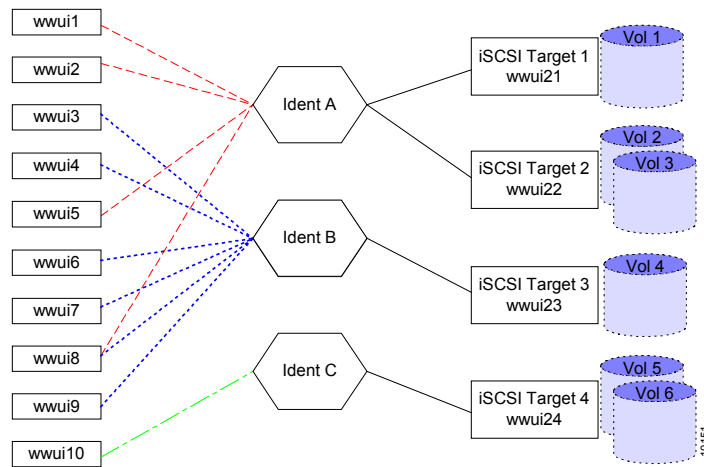 wwui1
wwui2
wwui3
wwui4
wwui5
wwui6
wwui7
wwui8
wwui9
wwui10
Ident A
Ident B
Ident C
iSCSI Target 1
wwui21
iSCSI Target 2
wwui22
iSCSI Target 3
wwui23
iSCSI Target 4
wwui24
Vol 1
Vol 2
Vol 3
Vol 4
Vol 5
Vol 6